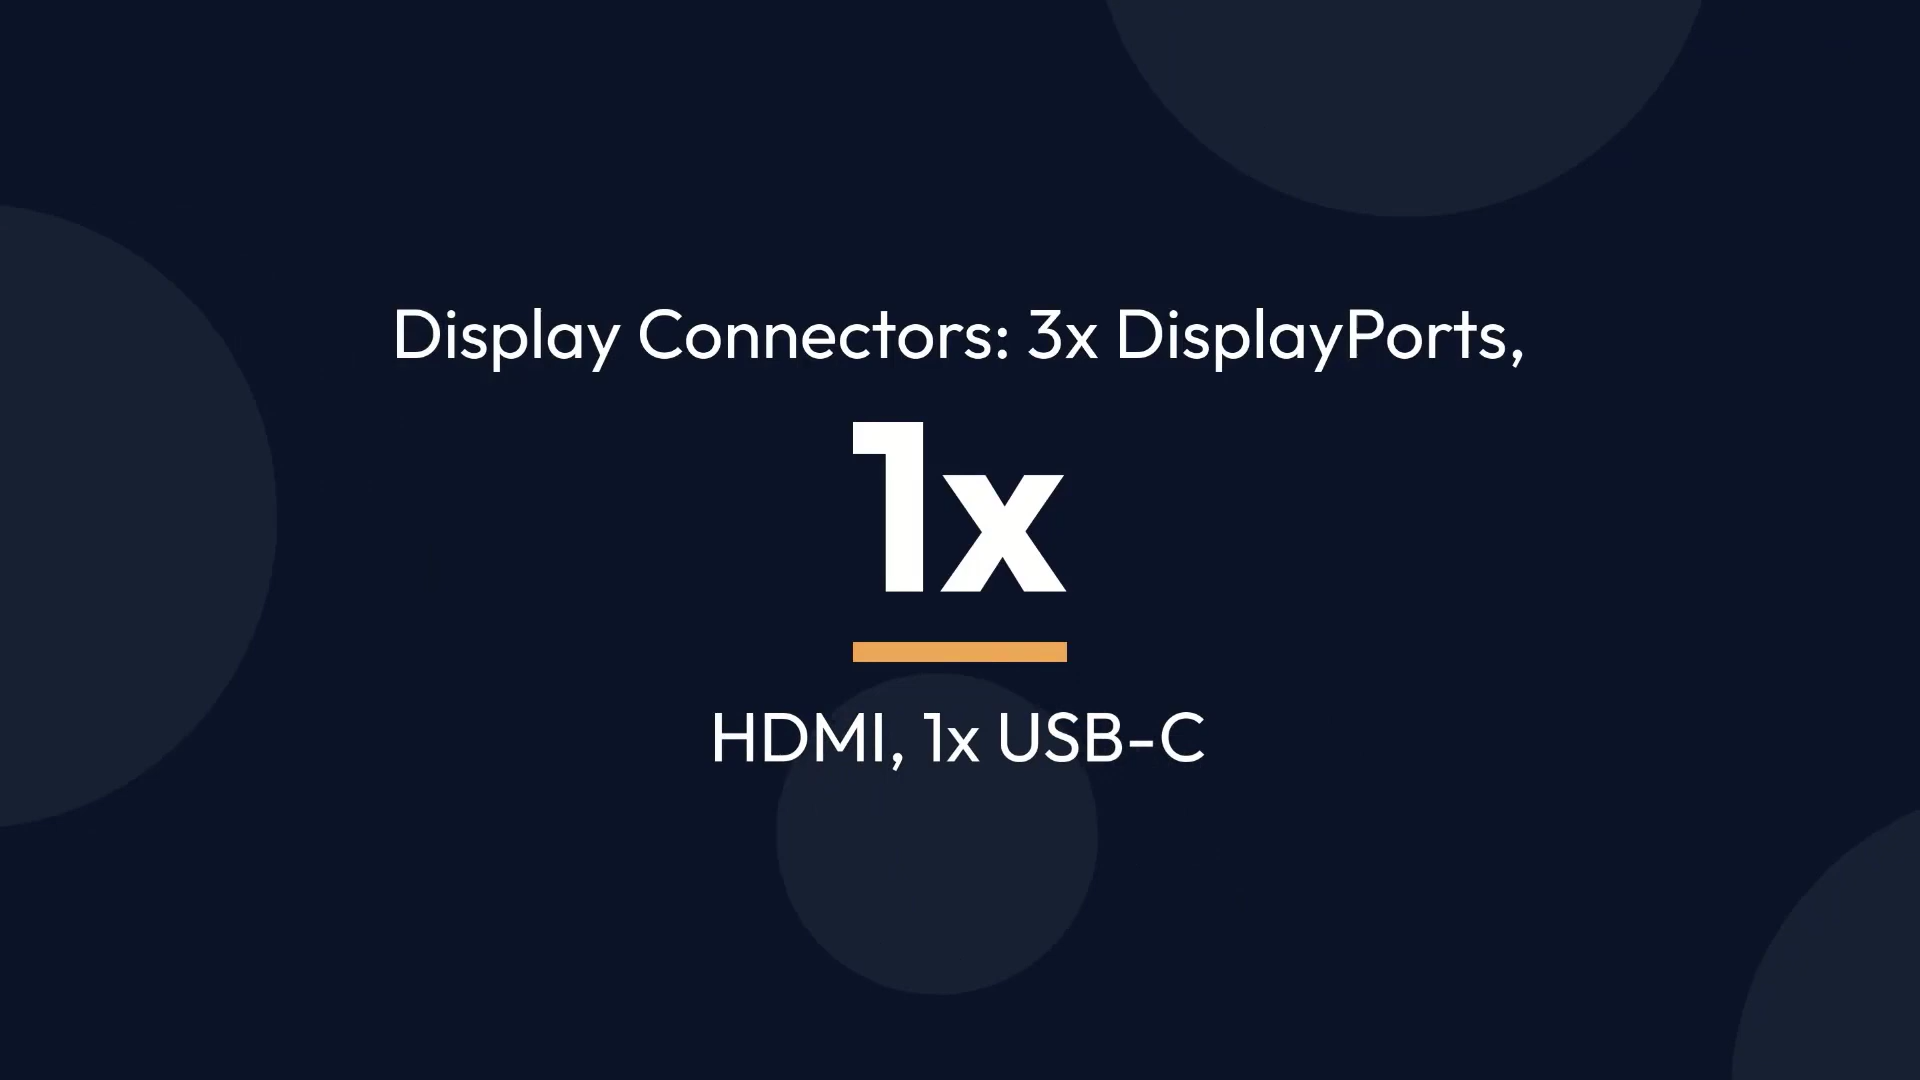 Display Connectors: 3x DisplayPorts,
1x
HDMI, 1x USB-C